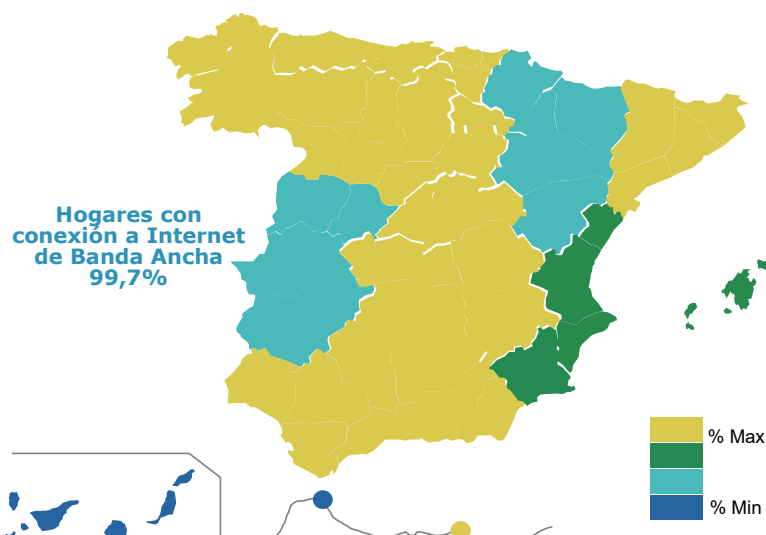 Hogares con
conexión a Internet
de Banda Ancha
99,7%
% Max
% Min